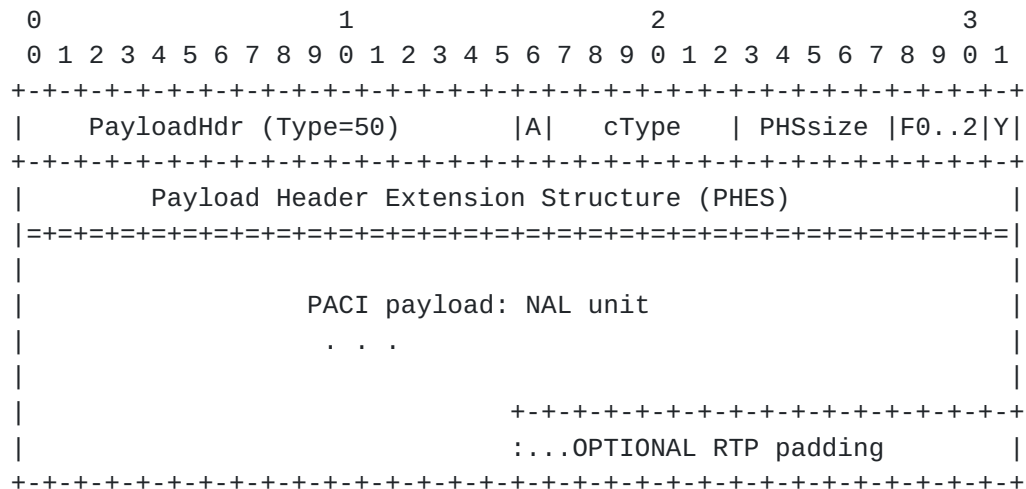 0                   1                   2                   3
 0 1 2 3 4 5 6 7 8 9 0 1 2 3 4 5 6 7 8 9 0 1 2 3 4 5 6 7 8 9 0 1
+-+-+-+-+-+-+-+-+-+-+-+-+-+-+-+-+-+-+-+-+-+-+-+-+-+-+-+-+-+-+-+-+
|    PayloadHdr (Type=50)       |A|   cType   | PHSsize |F0..2|Y|
+-+-+-+-+-+-+-+-+-+-+-+-+-+-+-+-+-+-+-+-+-+-+-+-+-+-+-+-+-+-+-+-+
|        Payload Header Extension Structure (PHES)              |
|=+=+=+=+=+=+=+=+=+=+=+=+=+=+=+=+=+=+=+=+=+=+=+=+=+=+=+=+=+=+=+=|
|                                                               |
|                  PACI payload: NAL unit                       |
|                   . . .                                       |
|                                                               |
|                               +-+-+-+-+-+-+-+-+-+-+-+-+-+-+-+-+
|                               :...OPTIONAL RTP padding        |
+-+-+-+-+-+-+-+-+-+-+-+-+-+-+-+-+-+-+-+-+-+-+-+-+-+-+-+-+-+-+-+-+